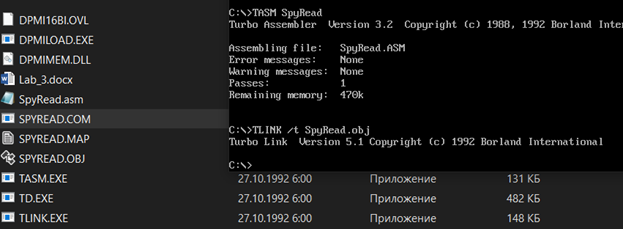 DPMI16BI.OVL
DPMILOAD.EXE
DPMIMEM.DLL
Lab_3.docx
SpyRead.asm
SPYREAD.COM
SPYREAD.MAP
SPYREAD.OBJ
TASM.EXE 27.10.1992 6:00 Приложение 131 КБ
TD.EXE 27.10.1992 6:00 Приложение 482 КБ
TLINK.EXE 27.10.1992 6:00 Приложение 148 КБ
C:\>TASM SpyRead
Turbo Assembler Version 3.2 Copyright (c) 1988, 1992 Borland Inter
Assembling file: SpyRead.ASM
Error messages: None
Warning messages: None
Passes: 1
Remaining memory: 470k
C:\>TLINK /t SpyRead.obj
Turbo Link Version 5.1 Copyright (c) 1992 Borland International
C:\>